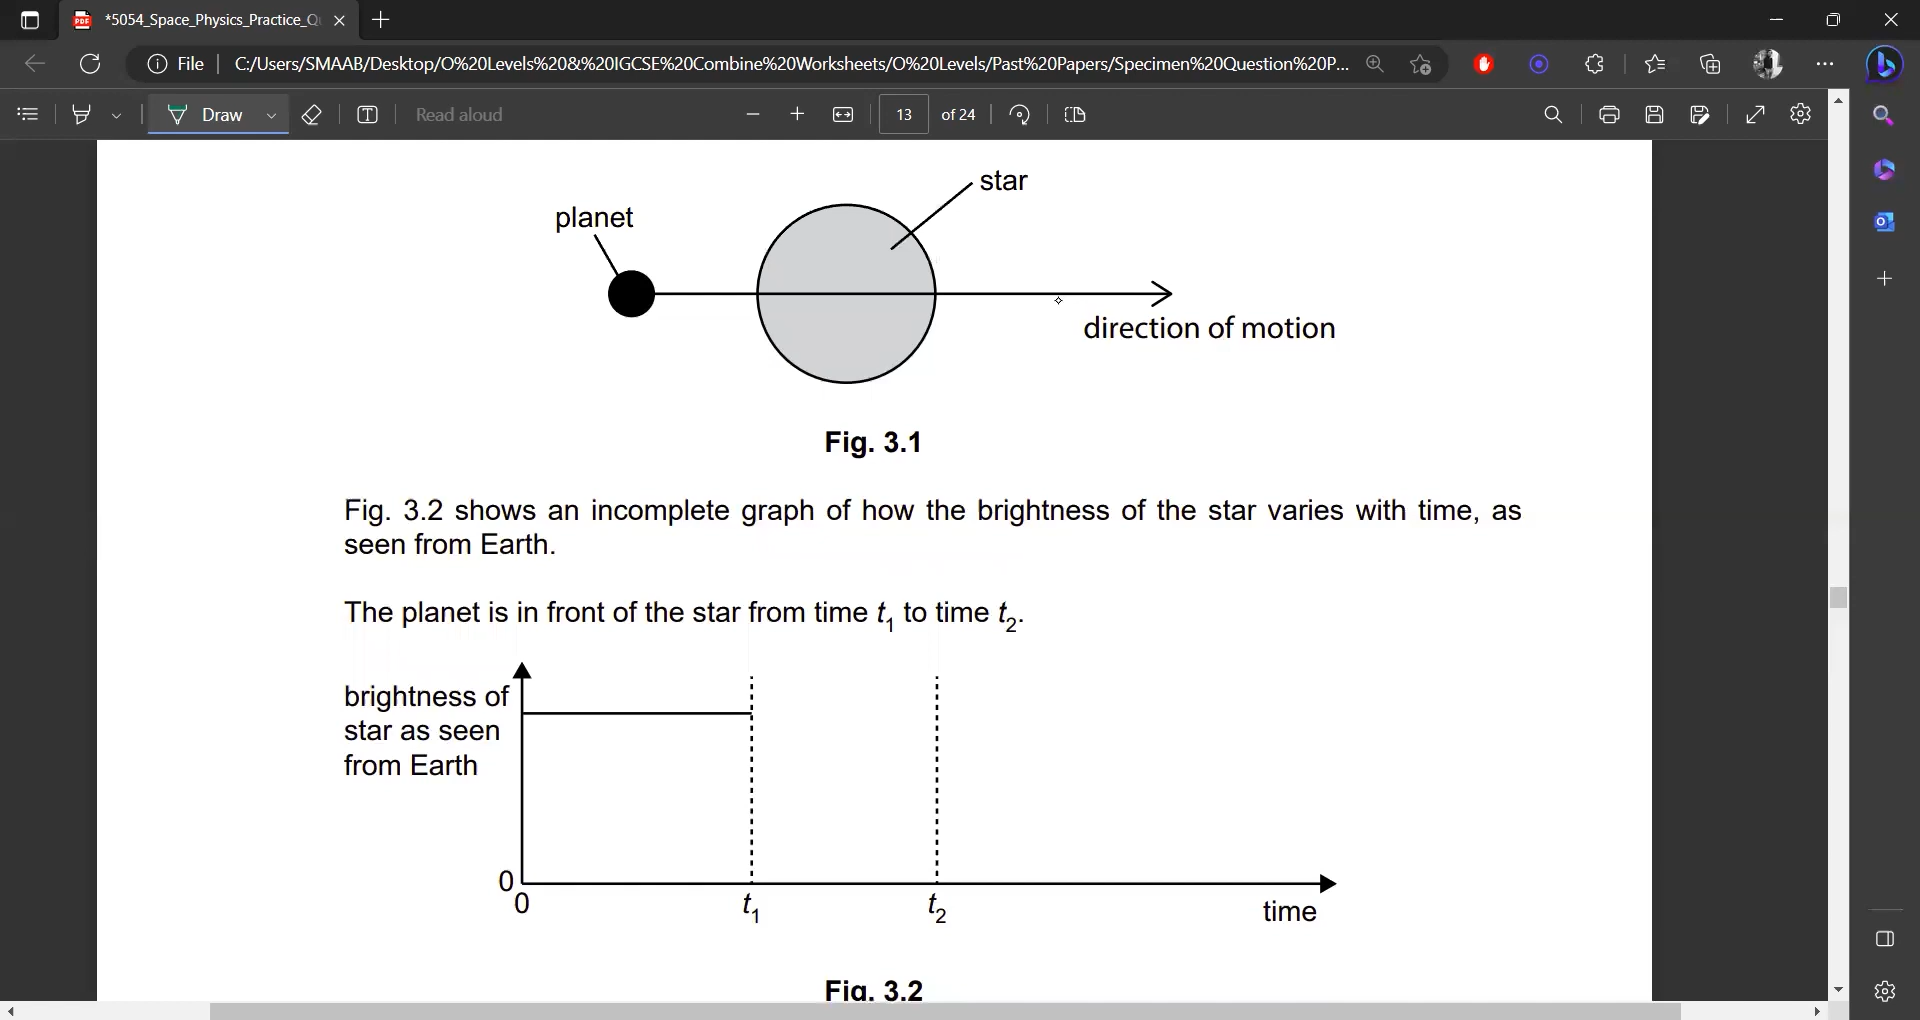 *5054_Space_Physics_Practice_Q
File
C:/Users/SMAAB/Desktop/O%20Levels%20&%20IGCSE%20Combine%20Worksheets/O%20Levels/Past%20Papers/Specimen%20Question%20P...
Draw
Read aloud
13 of 24
star
planet
direction of motion
Fig. 3.1
Fig. 3.2 shows an incomplete graph of how the brightness of the star varies with time, as
seen from Earth.
The planet is in front of the star from time t₁ to time t₂.
brightness of
star as seen
from Earth
0
0
t₁
t₂
time
Fig. 3.2